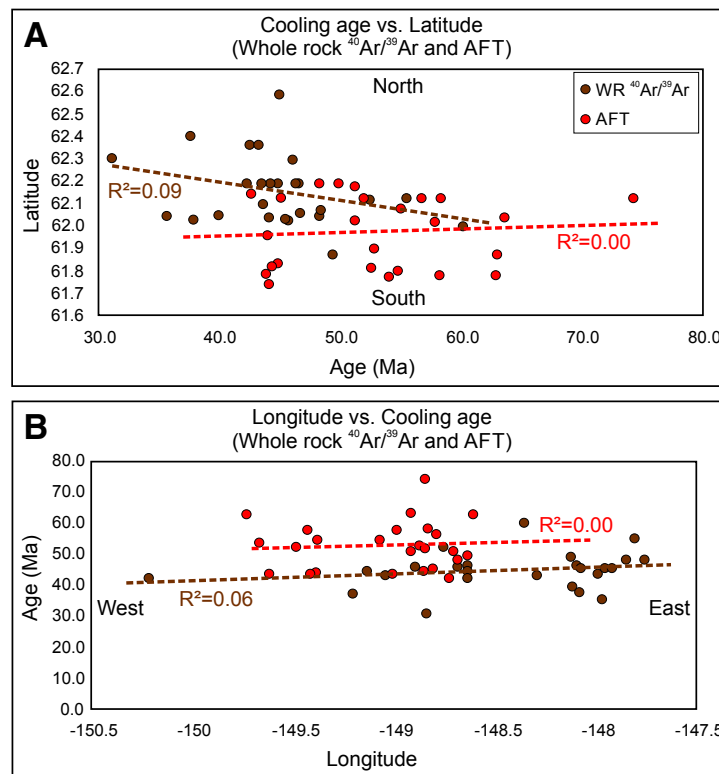 A
Cooling age vs. Latitude
(Whole rock ⁴⁰Ar/³⁹Ar and AFT)
North
WR ⁴⁰Ar/³⁹Ar
AFT
62.7
62.6
62.5
62.4
62.3
62.2
62.1
62.0
61.9
61.8
61.7
61.6
Latitude
R²=0.09
R²=0.00
South
30.0 40.0 50.0 60.0 70.0 80.0
Age (Ma)
B
Longitude vs. Cooling age
(Whole rock ⁴⁰Ar/³⁹Ar and AFT)
80.0
70.0
60.0
50.0
40.0
30.0
20.0
10.0
0.0
Age (Ma)
R²=0.00
West
R²=0.06
East
-150.5 -150 -149.5 -149 -148.5 -148 -147.5
Longitude